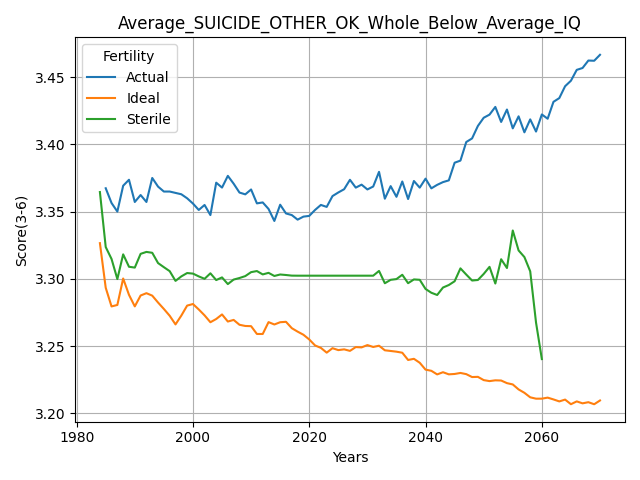 Average_SUICIDE_OTHER_OK_Whole_Below_Average_IQ
Fertility
Actual
Ideal
Sterile
Score(3-6)
3.45
3.40
3.35
3.30
3.25
3.20
1980
2000
2020
2040
2060
Years